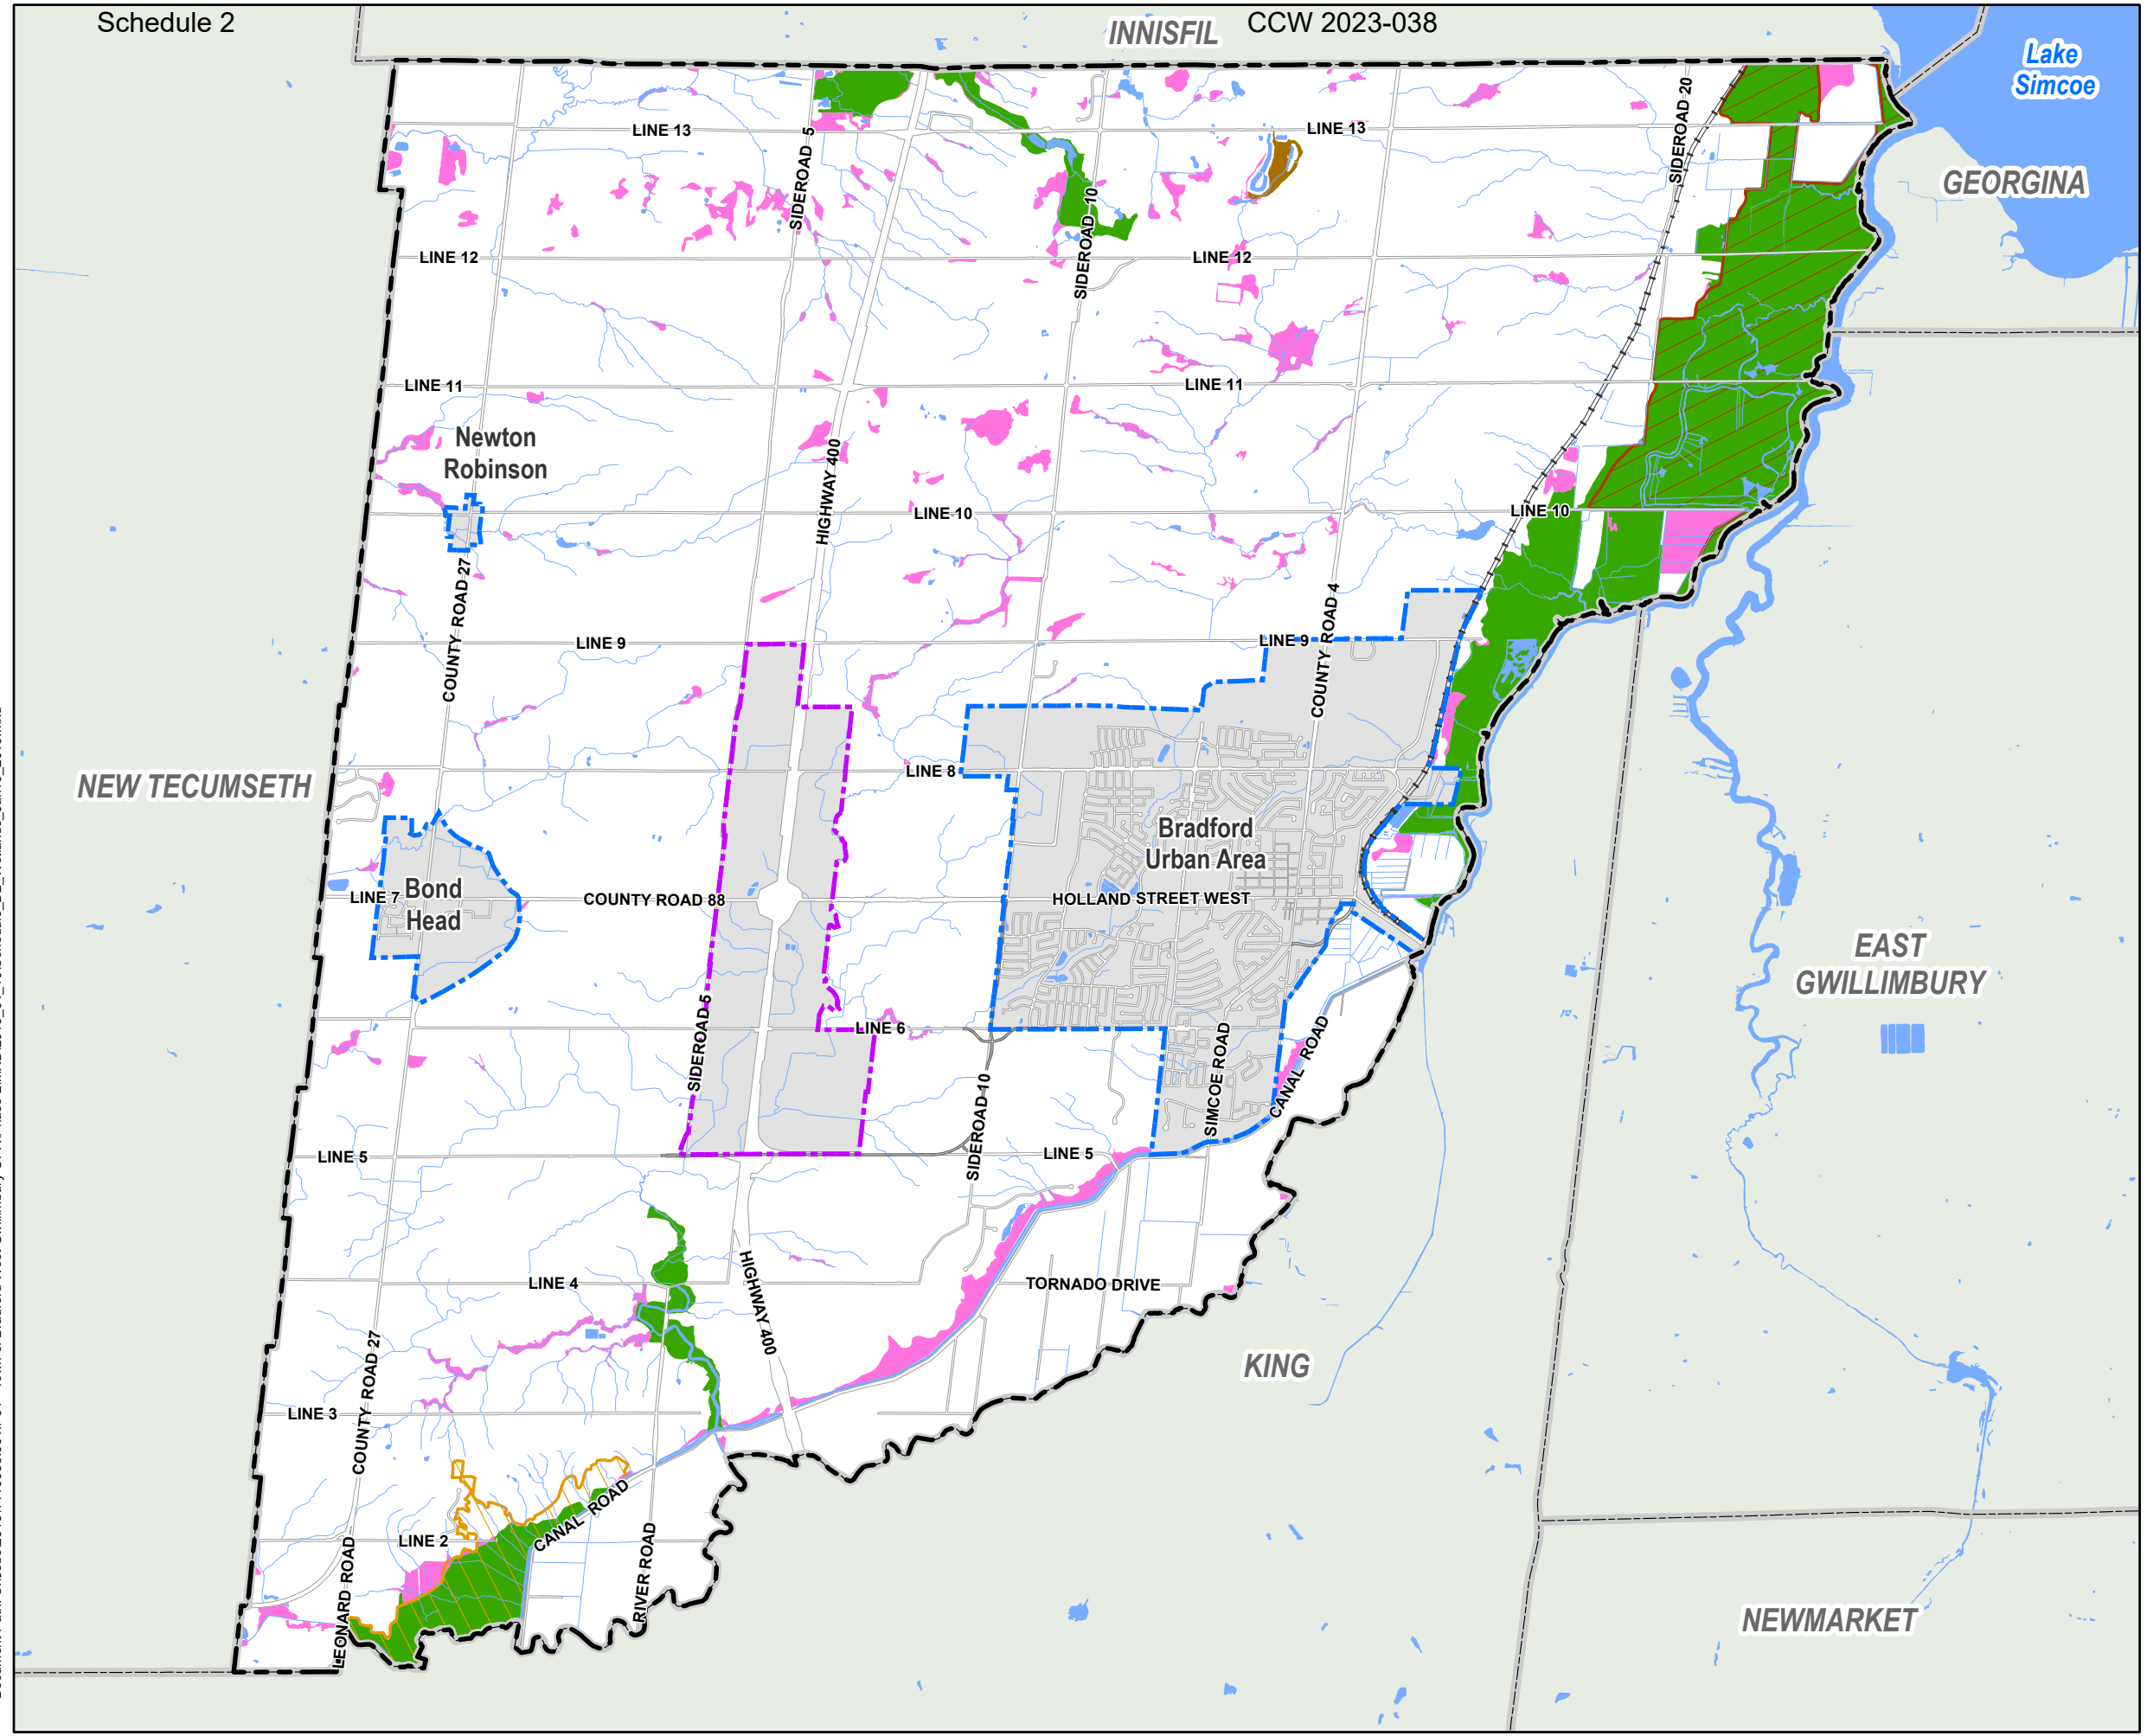 Schedule 2
CCW 2023-038
INNISFIL
Lake
Simcoe
SIDEROAD 20
LINE 13
SIDEROAD 5
LINE 13
GEORGINA
SIDEROAD 10
LINE 12
LINE 12
LINE 11
LINE 11
Newton
Robinson
HIGHWAY 400
LINE 10
LINE 10
COUNTY ROAD 27
LINE 9
LINE 9
COUNTY ROAD 4
NEW TECUMSETH
LINE 8
Bradford
Urban Area
LINE 7
Bond
Head
COUNTY ROAD 88
HOLLAND STREET WEST
EAST
GWILLIMBURY
SIDEROAD 5
LINE 6
SIDEROAD 10
SIMCOE ROAD
CANAL ROAD
LINE 5
LINE 5
LINE 4
HIGHWAY 400
TORNADO DRIVE
KING
COUNTY ROAD 27
LINE 3
CANAL ROAD
LINE 2
LEONARD ROAD
RIVER ROAD
NEWMARKET